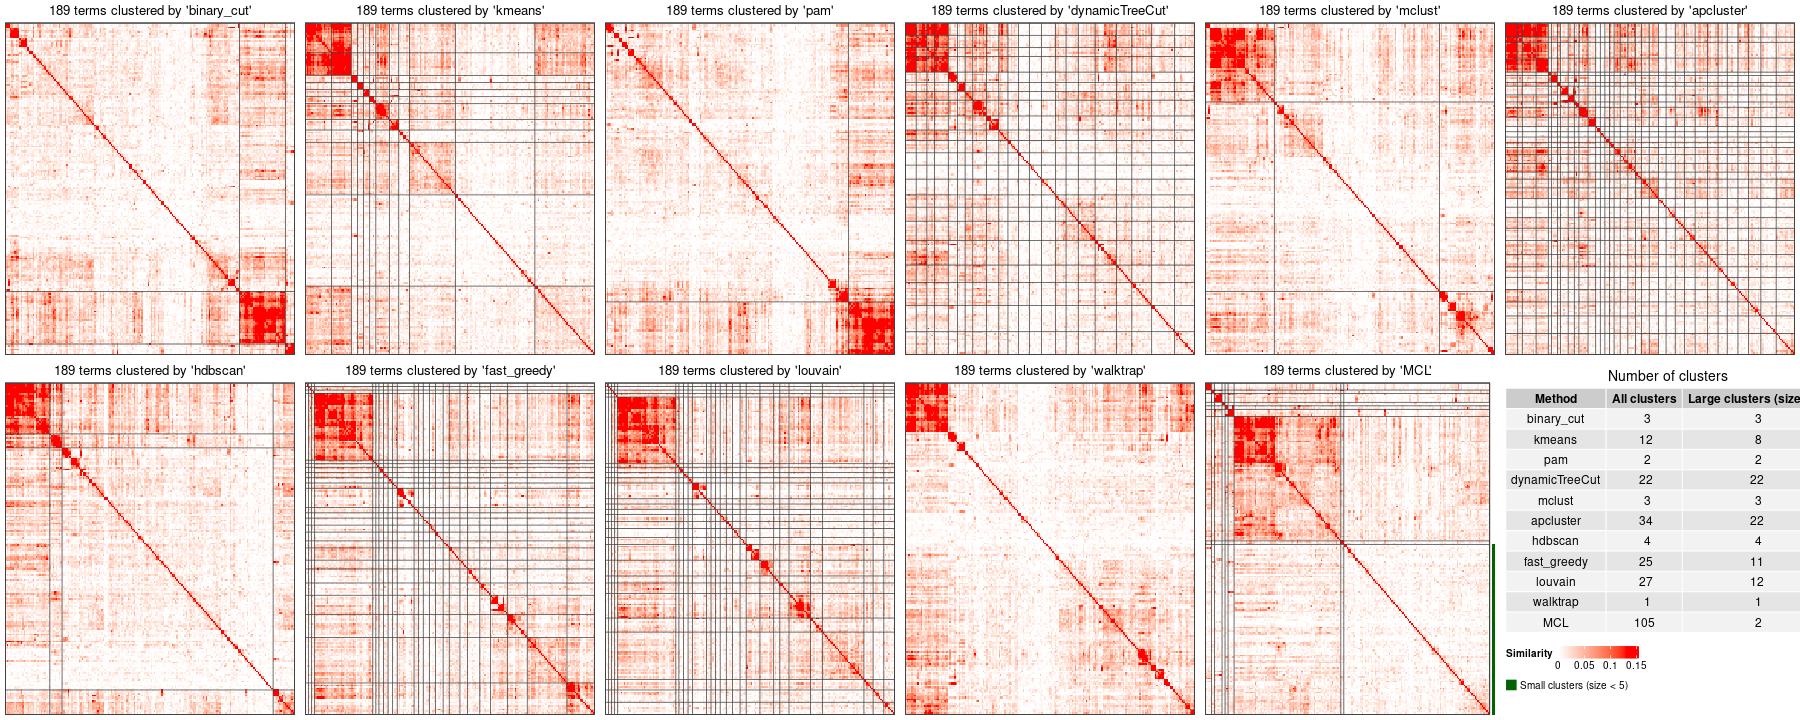 189 terms clustered by 'binary_cut'
189 terms clustered by 'kmeans'
189 terms clustered by 'pam'
189 terms clustered by 'dynamicTreeCut'
189 terms clustered by 'mclust'
189 terms clustered by 'apcluster'
189 terms clustered by 'hdbscan'
189 terms clustered by 'fast_greedy'
189 terms clustered by 'louvain'
189 terms clustered by 'walktrap'
189 terms clustered by 'MCL'
Number of clusters
Method All clusters Large clusters (size
binary_cut 3 3
kmeans 12 8
pam 2 2
dynamicTreeCut 22 22
mclust 3 3
apcluster 34 22
hdbscan 4 4
fast_greedy 25 11
louvain 27 12
walktrap 1 1
MCL 105 2
Similarity
0 0.05 0.1 0.15
Small clusters (size < 5)